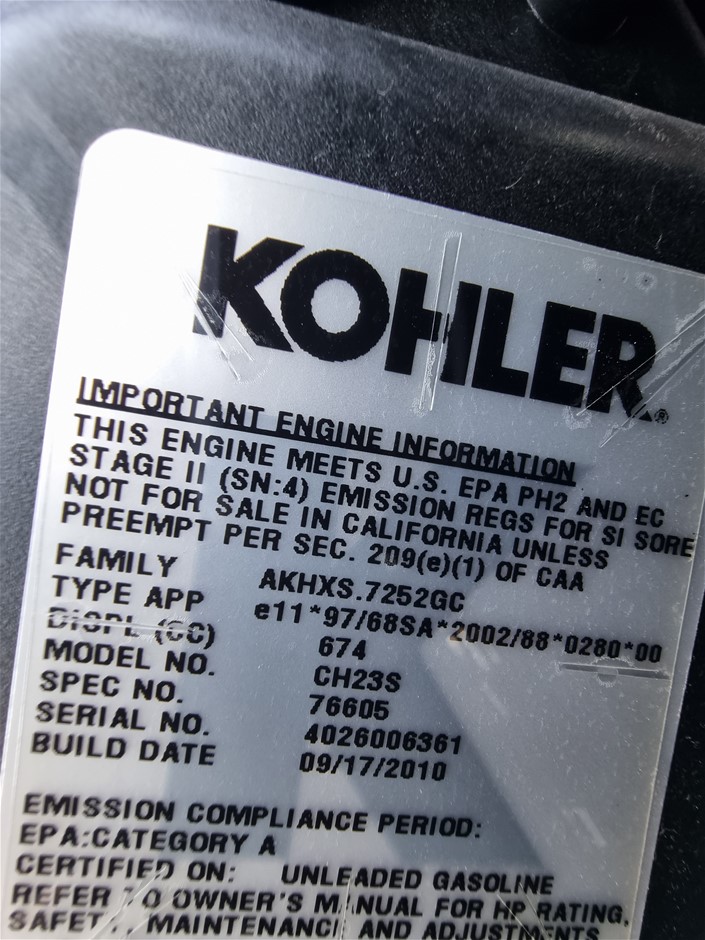 KOHLER®
IMPORTANT ENGINE INFORMATION
THIS ENGINE MEETS U.S. EPA PH2 AND EC
STAGE II (SN:4) EMISSION REGS FOR SI SORE
NOT FOR SALE IN CALIFORNIA UNLESS
PREEMPT PER SEC. 209(e)(1) OF CAA
FAMILY AKHXS.7252GC
TYPE APP e11*97/68SA*2002/88*0280*00
DISPL (CC) 674
MODEL NO. CH23S
SPEC NO. 76605
SERIAL NO. 4026006361
BUILD DATE 09/17/2010
EMISSION COMPLIANCE PERIOD:
EPA:CATEGORY A
CERTIFIED ON: UNLEADED GASOLINE
REFER TO OWNER'S MANUAL FOR HP RATING,
SAFETY, MAINTENANCE AND ADJUSTMENTS